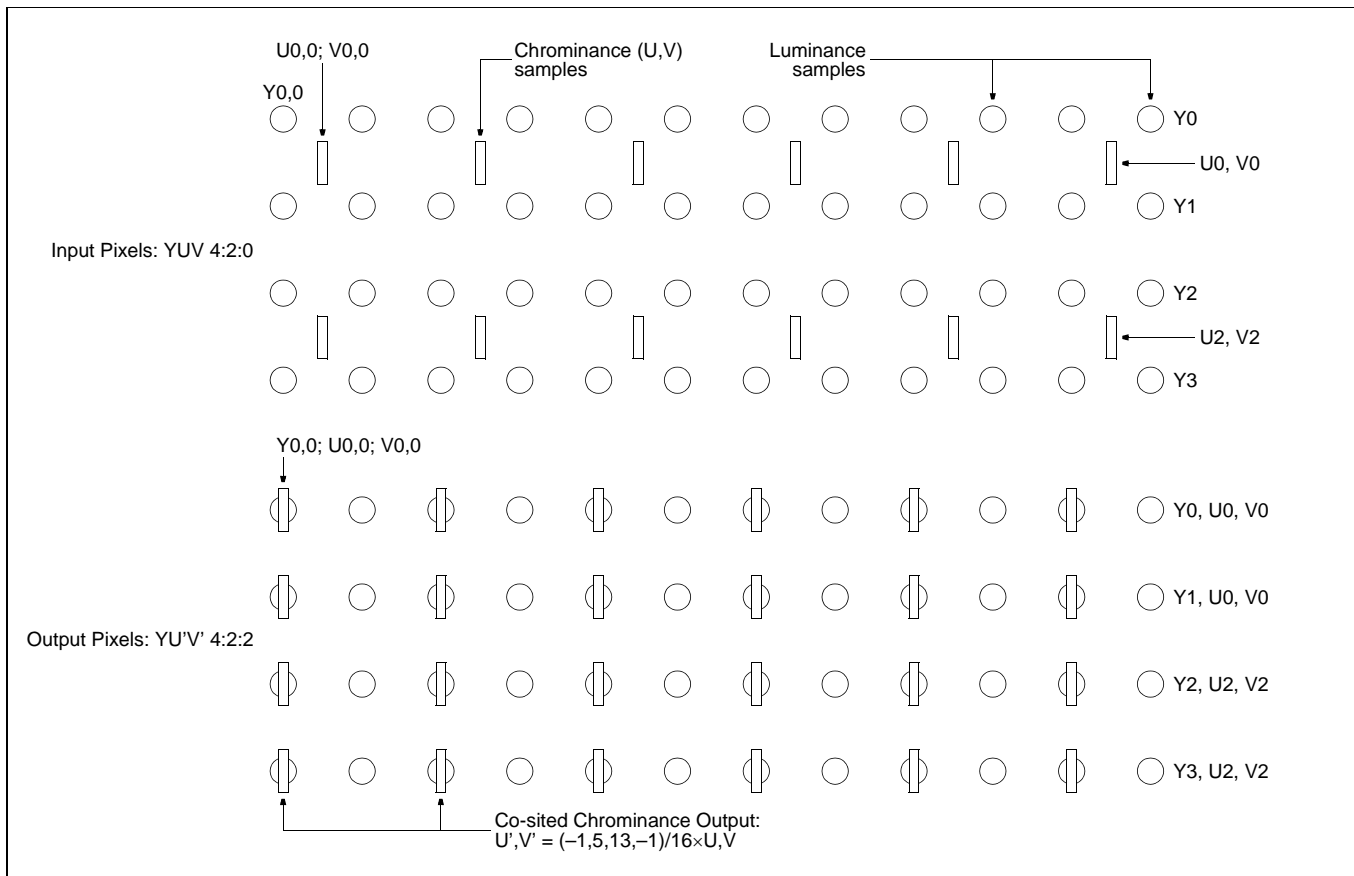 U0,0; V0,0
Chrominance (U,V)
samples
Luminance
samples
Y0,0
Y0
U0, V0
Y1
Input Pixels: YUV 4:2:0
Y2
U2, V2
Y3
Y0,0; U0,0; V0,0
Y0, U0, V0
Y1, U0, V0
Output Pixels: YU'V' 4:2:2
Y2, U2, V2
Y3, U2, V2
Co-sited Chrominance Output:
U',V' = (–1,5,13,–1)/16×U,V